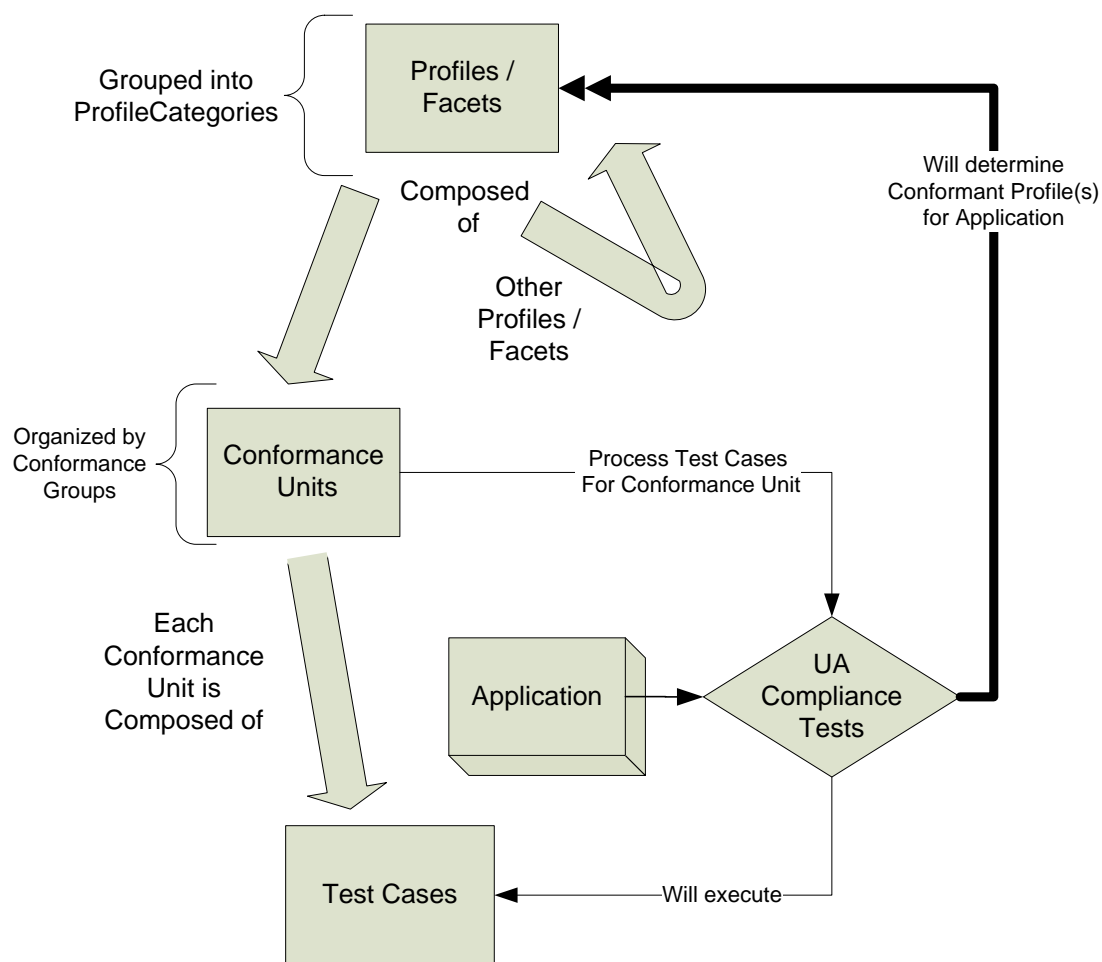 Profiles /
Facets
Grouped into
ProfileCategories
Will determine
Conformant Profile(s)
for Application
Composed
of
Other
Profiles /
Facets
Organized by
Conformance
Groups
Conformance
Units
Process Test Cases
For Conformance Unit
Each
Conformance
Unit is
Composed of
Application
UA
Compliance
Tests
Test Cases
Will execute